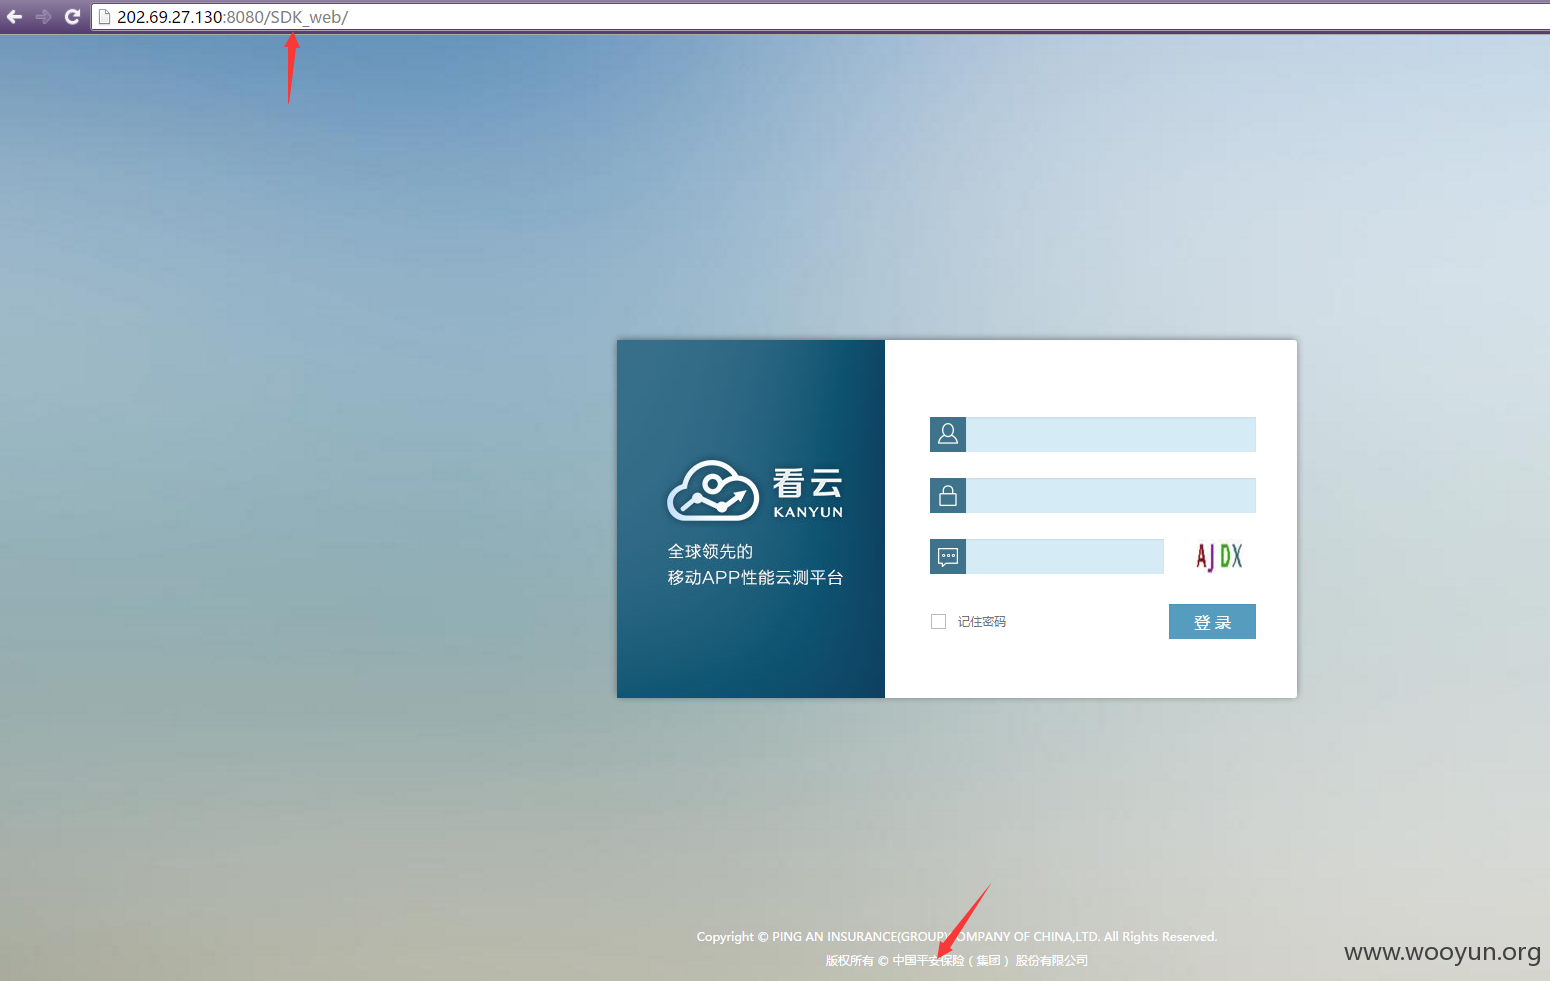 202.69.27.130:8080/SDK_web/
看云
KANYUN
全球领先的
移动APP性能云测平台
AJDX
记住密码
登录
Copyright © PING AN INSURANCE(GROUP)COMPANY OF CHINA,LTD. All Rights Reserved.
版权所有 © 中国平安保险（集团）股份有限公司
www.wooyun.org